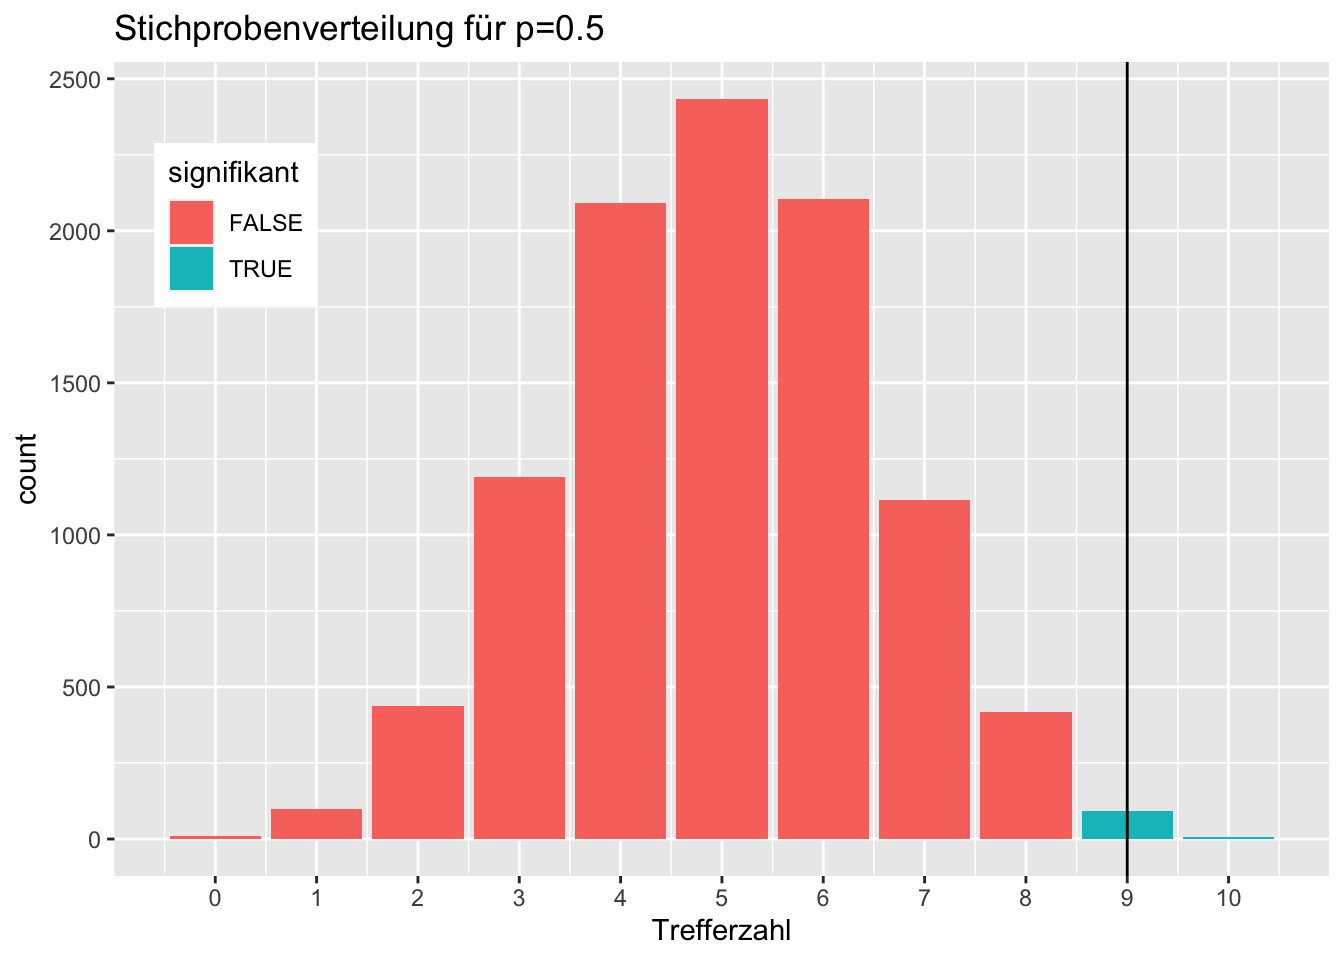 Stichprobenverteilung für p=0.5
2500
2000
1500
1000
500
0
count
signifikant
FALSE
TRUE
0 1 2 3 4 5 6 7 8 9 10
Trefferzahl